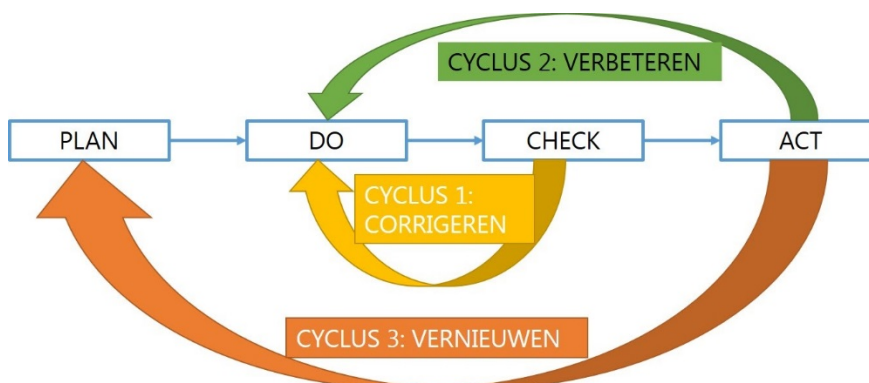 CYCLUS 2: VERBETEREN
PLAN
DO
CHECK
ACT
CYCLUS 1:
CORRIGEREN
CYCLUS 3: VERNIEUWEN